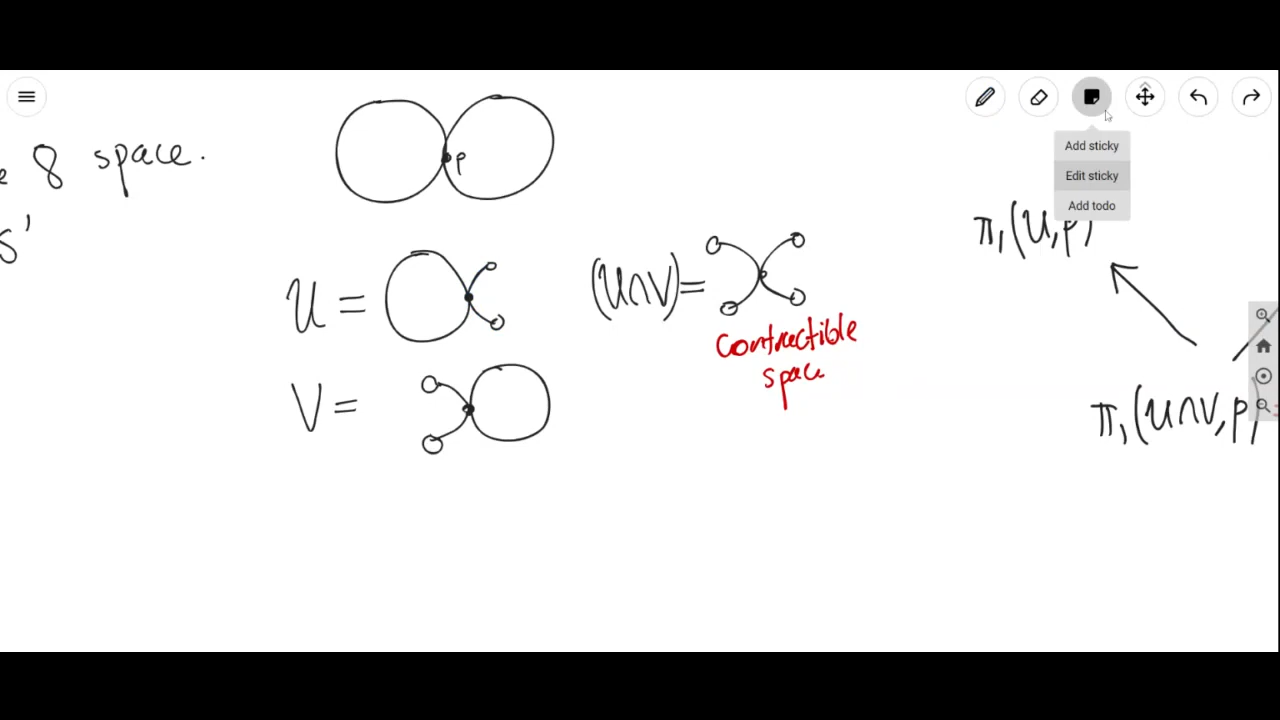 e 8 space.
S'
p
U =
(U∩V)=
contractible
space
V =
Add sticky
Edit sticky
Add todo
π₁(U,p)
π₁(U∩V,p)